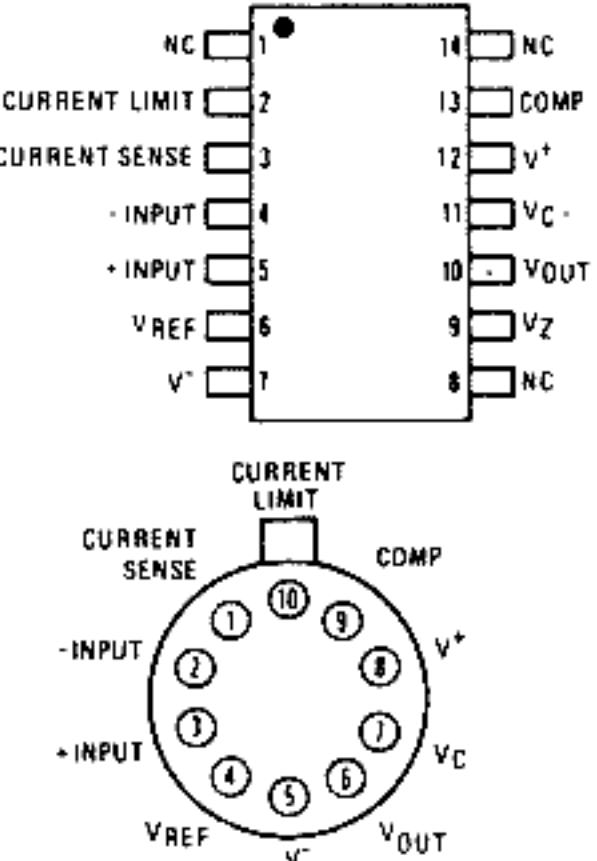 NC 1 14 NC
CURRENT LIMIT 2 13 COMP
CURRENT SENSE 3 12 V+
- INPUT 4 11 VC
+ INPUT 5 10 VOUT
VREF 6 9 VZ
V- 7 8 NC
CURRENT
LIMIT
CURRENT
SENSE
COMP
10
1 9
-INPUT
V+
2 8
3 7
+ INPUT
VC
4 6
5
VREF
VOUT
V-